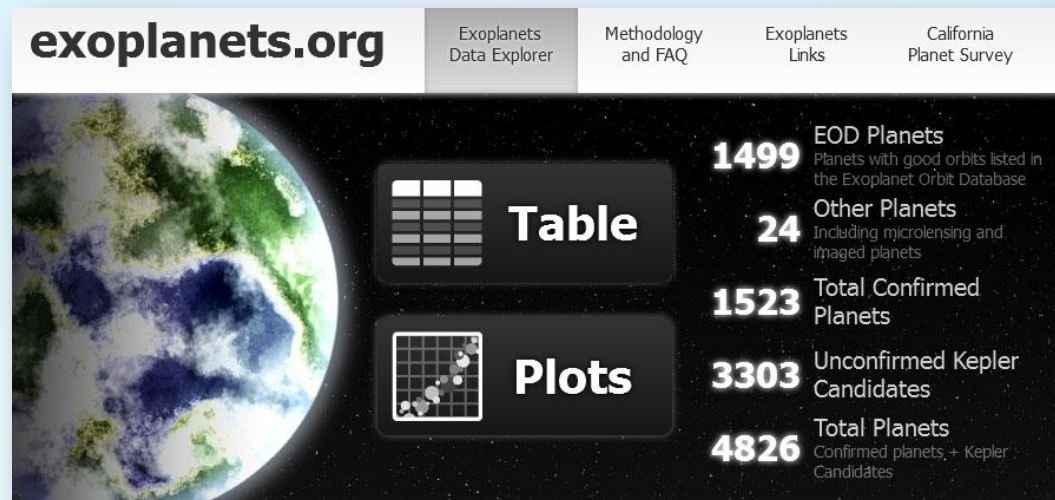 exoplanets.org
Exoplanets
Data Explorer
Methodology
and FAQ
Exoplanets
Links
California
Planet Survey
Table
Plots
1499 EOD Planets
Planets with good orbits listed in
the Exoplanet Orbit Database
24 Other Planets
Including microlensing and
imaged planets
1523 Total Confirmed
Planets
3303 Unconfirmed Kepler
Candidates
4826 Total Planets
Confirmed planets + Kepler
Candidates